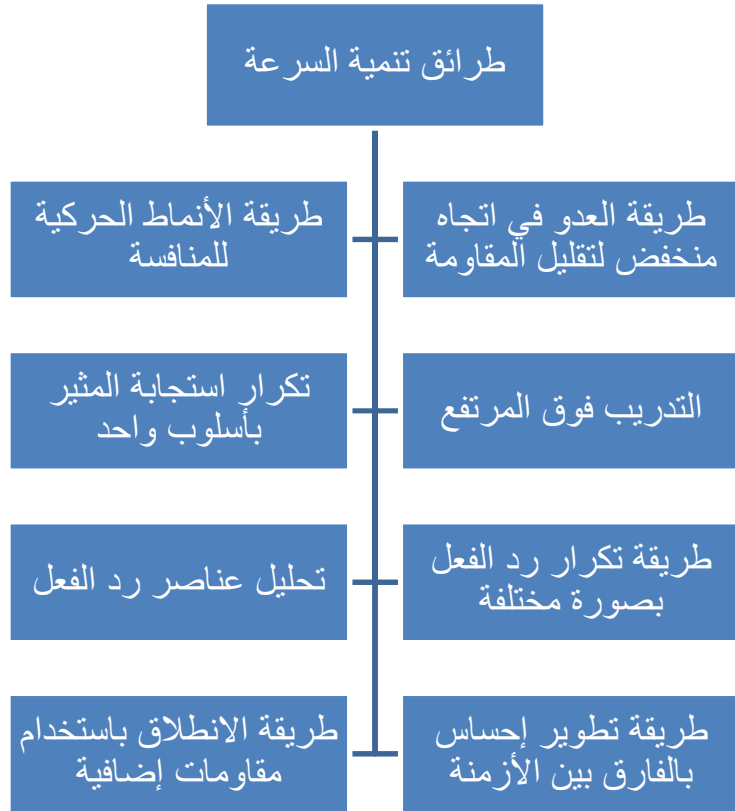 طرائق تنمية السرعة
طريقة العدو في اتجاه
منخفض لتقليل المقاومة
طريقة الأنماط الحركية
للمنافسة
التدريب فوق المرتفع
تكرار استجابة المثير
بأسلوب واحد
طريقة تكرار رد الفعل
بصورة مختلفة
تحليل عناصر رد الفعل
طريقة تطوير إحساس
بالفارق بين الأزمنة
طريقة الانطلاق باستخدام
مقاومات إضافية